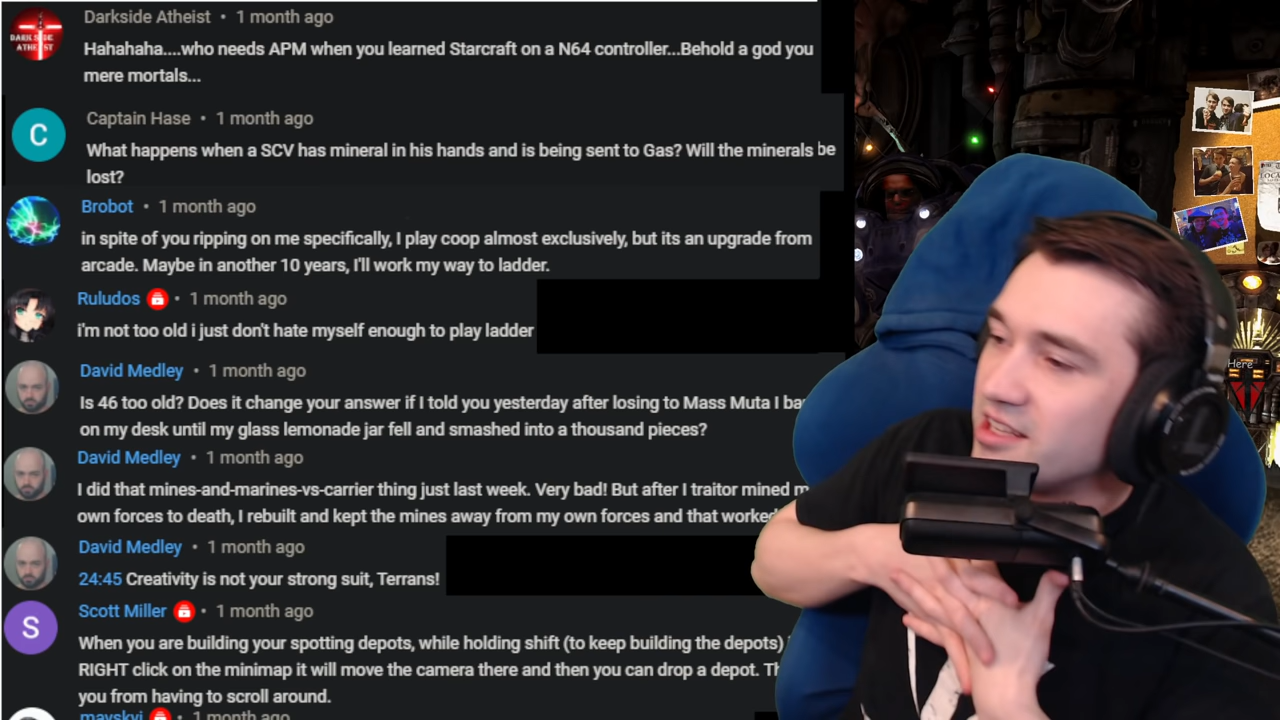 Darkside Atheist • 1 month ago
DARK SIDE
ATHEIST
Hahahaha....who needs APM when you learned Starcraft on a N64 controller...Behold a god you
mere mortals...
C
Captain Hase • 1 month ago
What happens when a SCV has mineral in his hands and is being sent to Gas? Will the minerals be
lost?
Brobot • 1 month ago
in spite of you ripping on me specifically, I play coop almost exclusively, but its an upgrade from
arcade. Maybe in another 10 years, I'll work my way to ladder.
Ruludos • 1 month ago
i'm not too old i just don't hate myself enough to play ladder
David Medley • 1 month ago
Is 46 too old? Does it change your answer if I told you yesterday after losing to Mass Muta I
on my desk until my glass lemonade jar fell and smashed into a thousand pieces?
David Medley • 1 month ago
I did that mines-and-marines-vs-carrier thing just last week. Very bad! But after I traitor mined
own forces to death, I rebuilt and kept the mines away from my own forces and that worked
David Medley • 1 month ago
24:45 Creativity is not your strong suit, Terrans!
S
Scott Miller • 1 month ago
When you are building your spotting depots, while holding shift (to keep building the depots)
RIGHT click on the minimap it will move the camera there and then you can drop a depot.
you from having to scroll around.
mayskyi • 1 month ago
Here